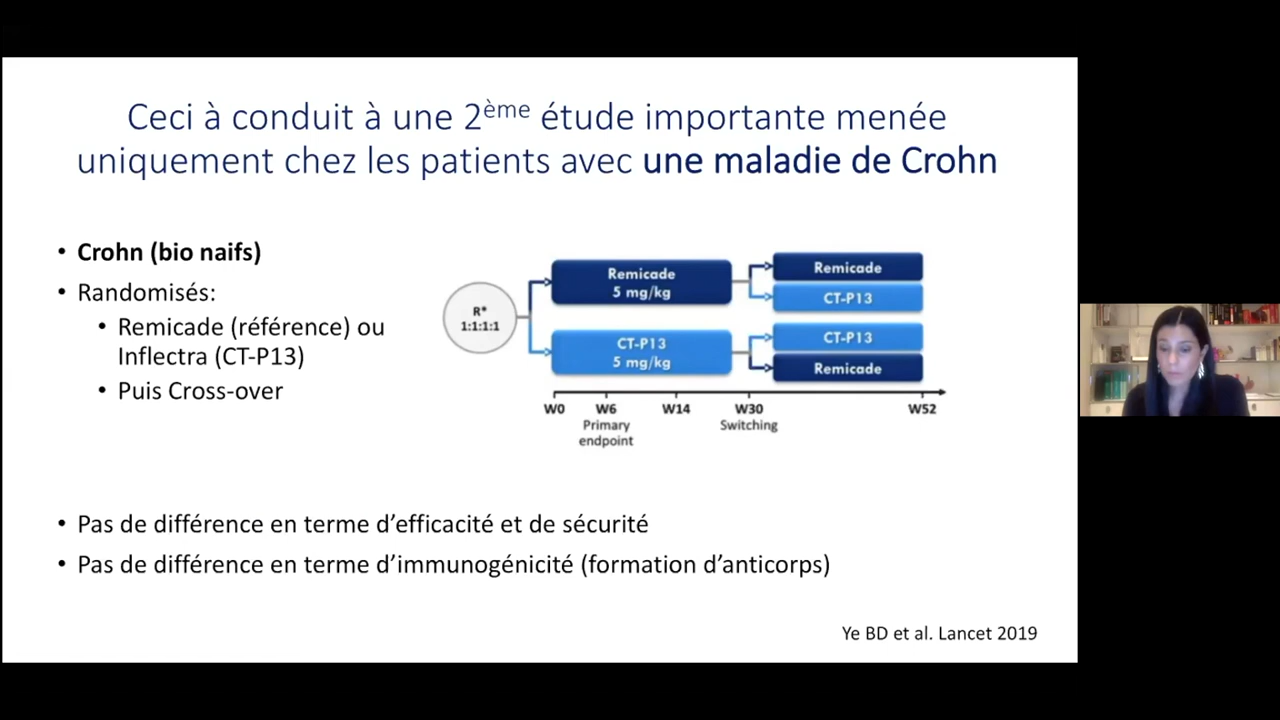 Ceci à conduit à une 2ème étude importante menée
uniquement chez les patients avec une maladie de Crohn
• Crohn (bio naifs)
• Randomisés:
• Remicade (référence) ou
Inflectra (CT-P13)
• Puis Cross-over
R*
1:1:1:1
Remicade
5 mg/kg
CT-P13
5 mg/kg
Remicade
CT-P13
CT-P13
Remicade
W0 W6 W14 W30 W52
Primary
endpoint
Switching
• Pas de différence en terme d’efficacité et de sécurité
• Pas de différence en terme d’immunogénicité (formation d’anticorps)
Ye BD et al. Lancet 2019